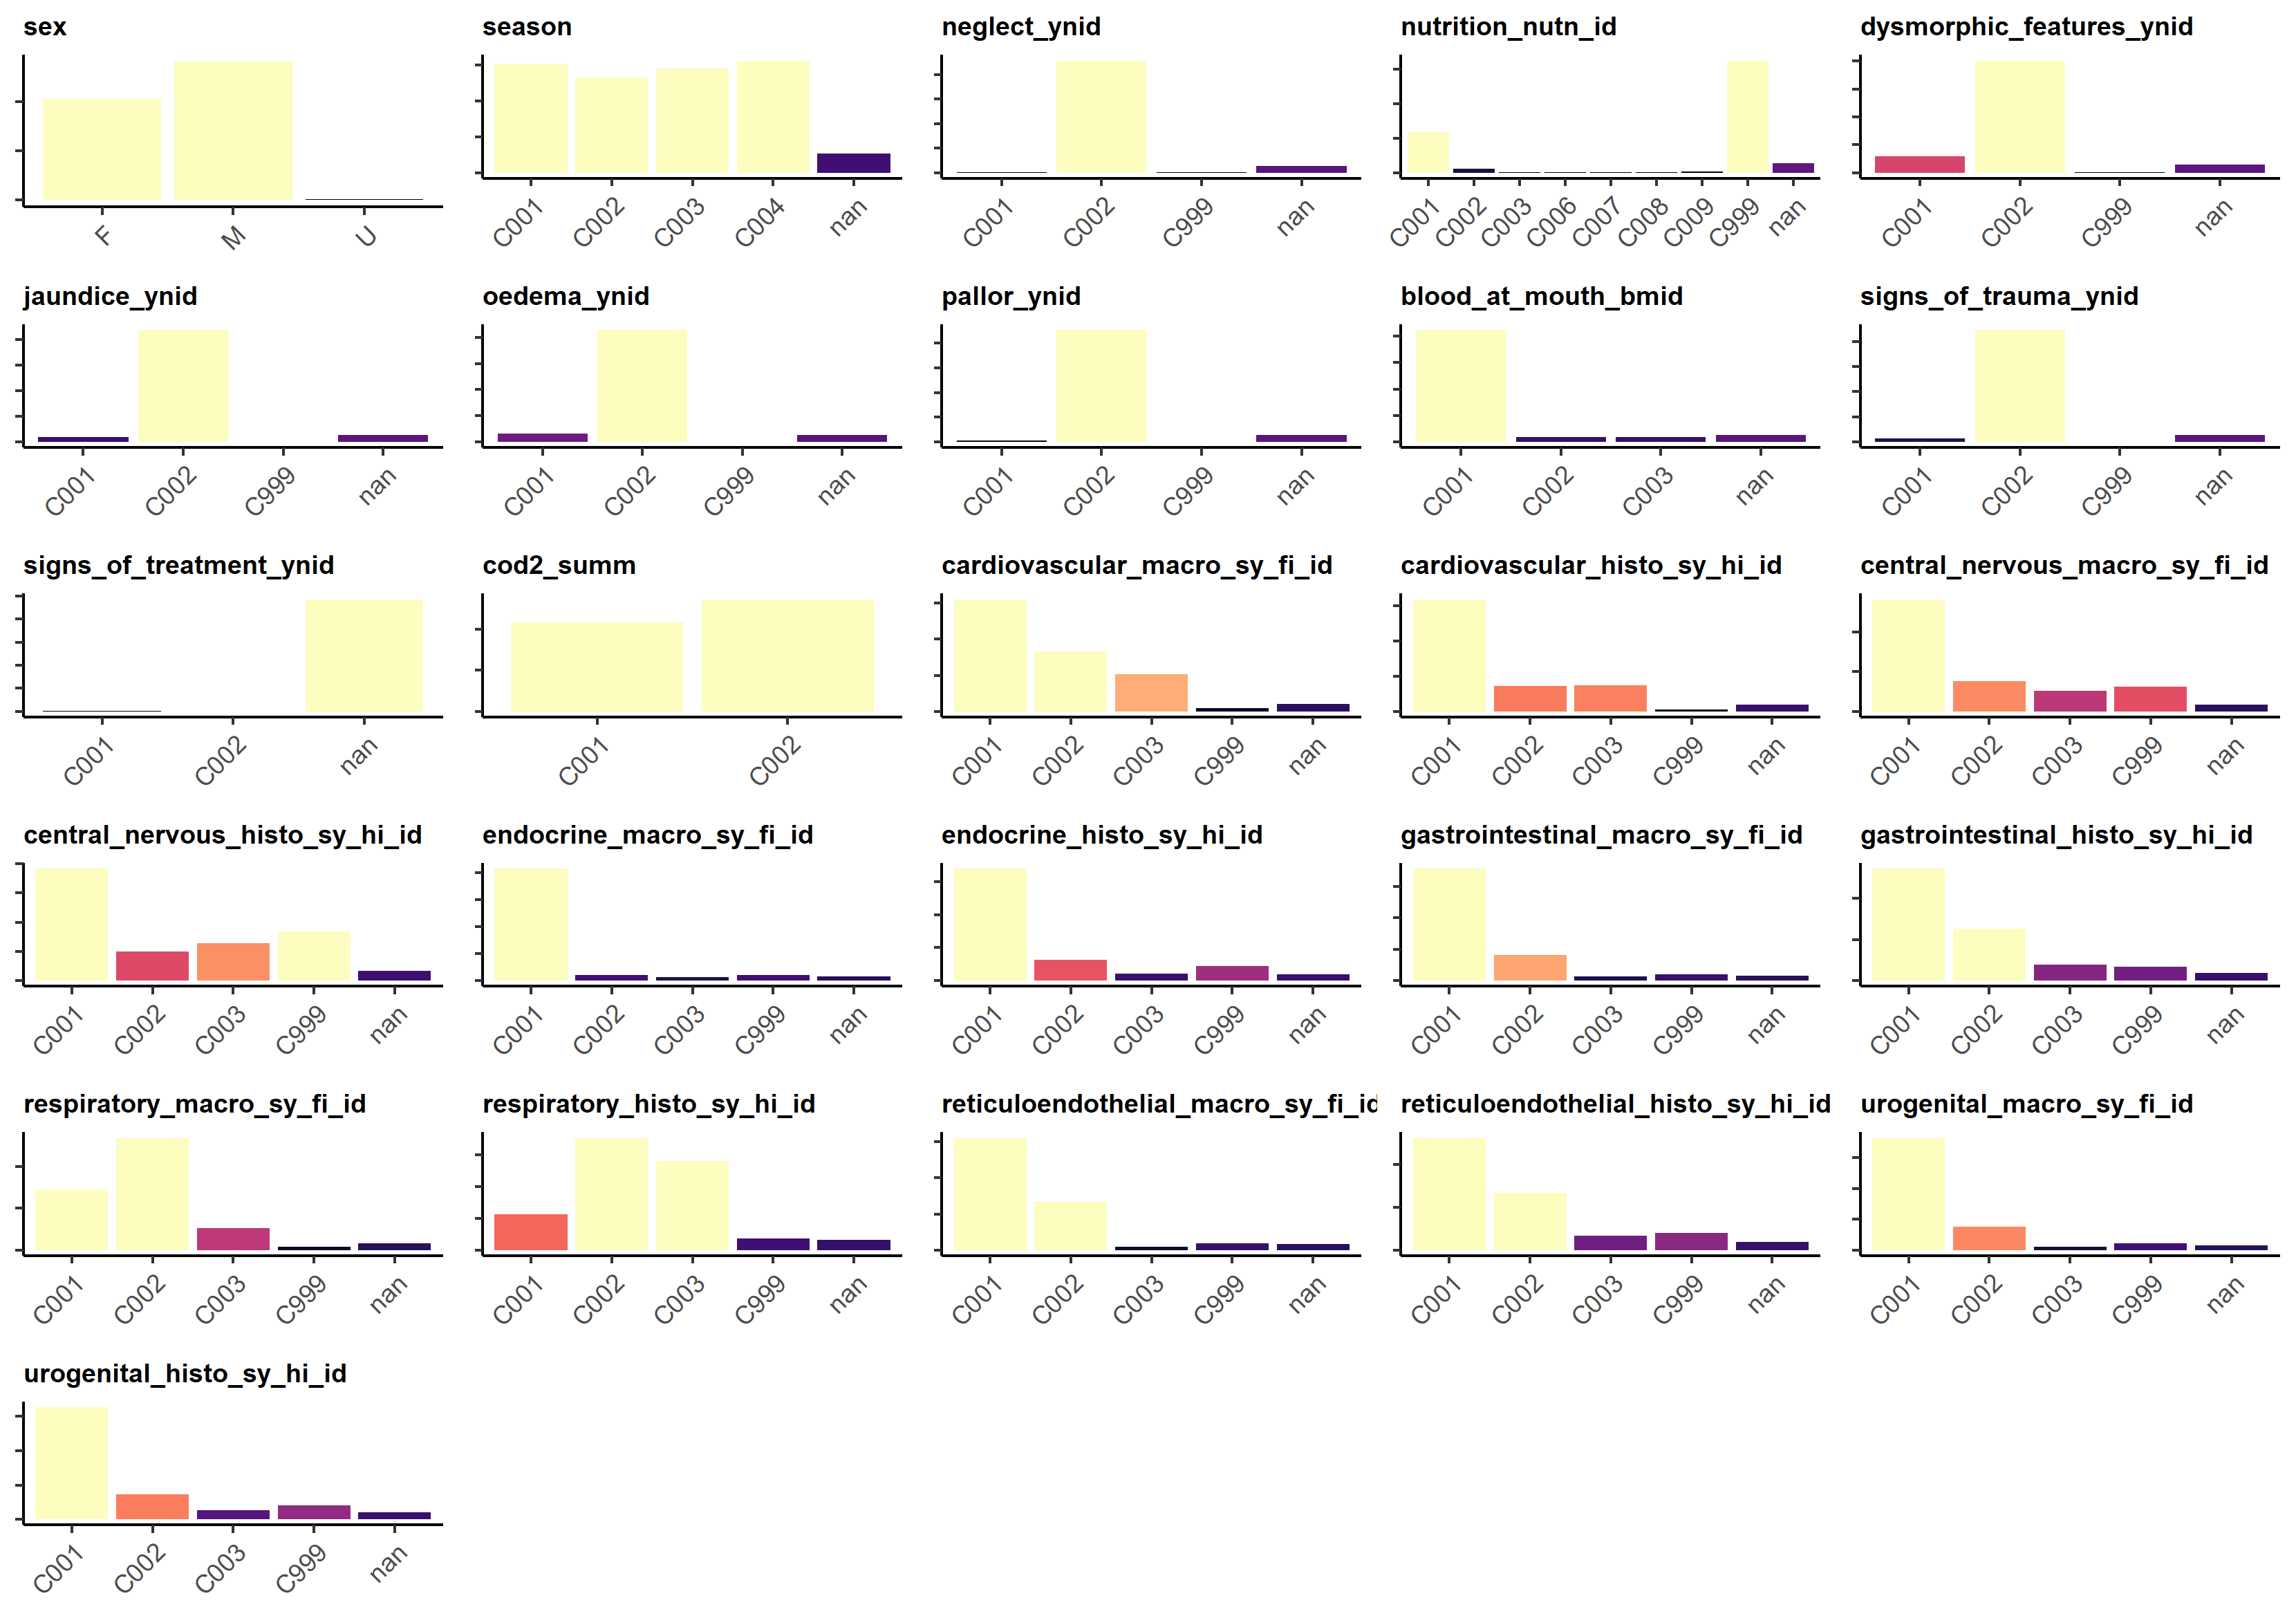 sex season neglect_ynid nutrition_nutn_id dysmorphic_features_ynid
F M U C001 C002 C003 C004 nan C001 C002 C999 nan C001 C002 C003 C006 C007 C008 C009 C999 nan C001 C002 C999 nan
jaundice_ynid oedema_ynid pallor_ynid blood_at_mouth_bmid signs_of_trauma_ynid
C001 C002 C999 nan C001 C002 C999 nan C001 C002 C999 nan C001 C002 C003 nan C001 C002 C999 nan
signs_of_treatment_ynid cod2_summ cardiovascular_macro_sy_fi_id cardiovascular_histo_sy_hi_id central_nervous_macro_sy_fi_id
C001 C002 nan C001 C002 C001 C002 C003 C999 nan C001 C002 C003 C999 nan C001 C002 C003 C999 nan
central_nervous_histo_sy_hi_id endocrine_macro_sy_fi_id endocrine_histo_sy_hi_id gastrointestinal_macro_sy_fi_id gastrointestinal_histo_sy_hi_id
C001 C002 C003 C999 nan C001 C002 C003 C999 nan C001 C002 C003 C999 nan C001 C002 C003 C999 nan C001 C002 C003 C999 nan
respiratory_macro_sy_fi_id respiratory_histo_sy_hi_id reticuloendothelial_macro_sy_fi_id reticuloendothelial_histo_sy_hi_id urogenital_macro_sy_fi_id
C001 C002 C003 C999 nan C001 C002 C003 C999 nan C001 C002 C003 C999 nan C001 C002 C003 C999 nan C001 C002 C003 C999 nan
urogenital_histo_sy_hi_id
C001 C002 C003 C999 nan